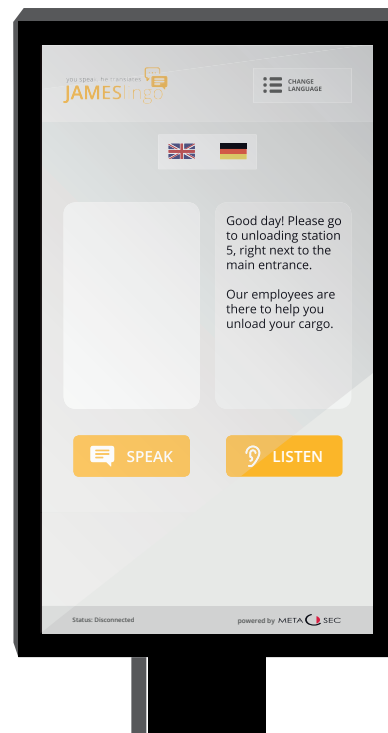 you speak he translates
JAMESlingo
CHANGE
LANGUAGE
Good day! Please go
to unloading station
5, right next to the
main entrance.
Our employees are
there to help you
unload your cargo.
SPEAK
LISTEN
Status: Disconnected
powered by META SEC